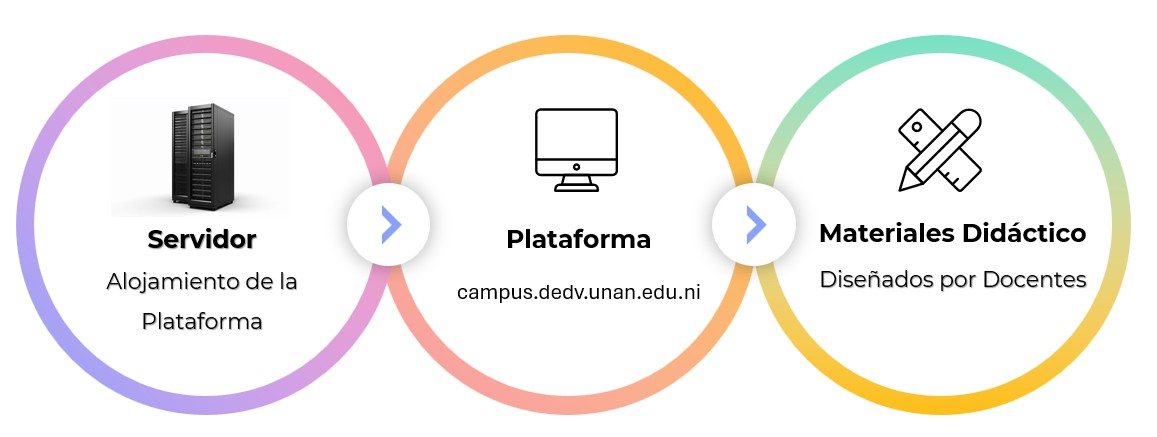 Servidor
Alojamiento de la
Plataforma
Plataforma
campus.dedv.unan.edu.ni
Materiales Didáctico
Diseñados por Docentes